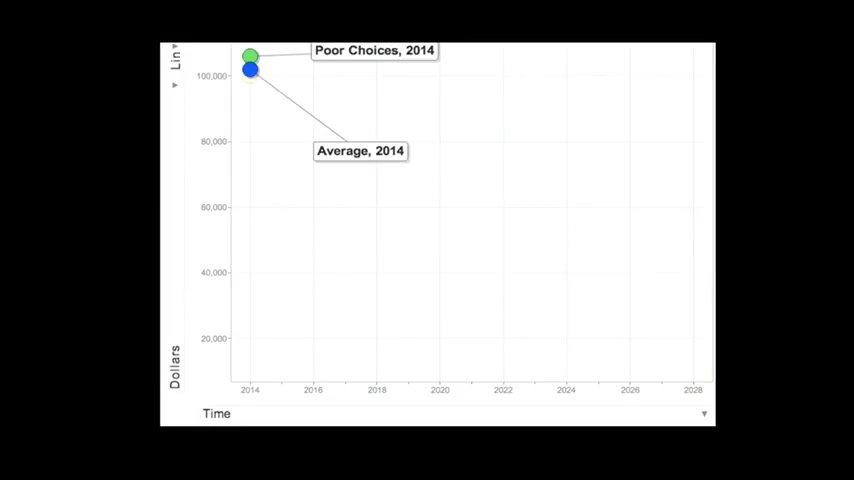 Poor Choices, 2014
Lin
100,000
80,000
Average, 2014
60,000
40,000
20,000
Dollars
2014 2016 2018 2020 2022 2024 2026 2028
Time